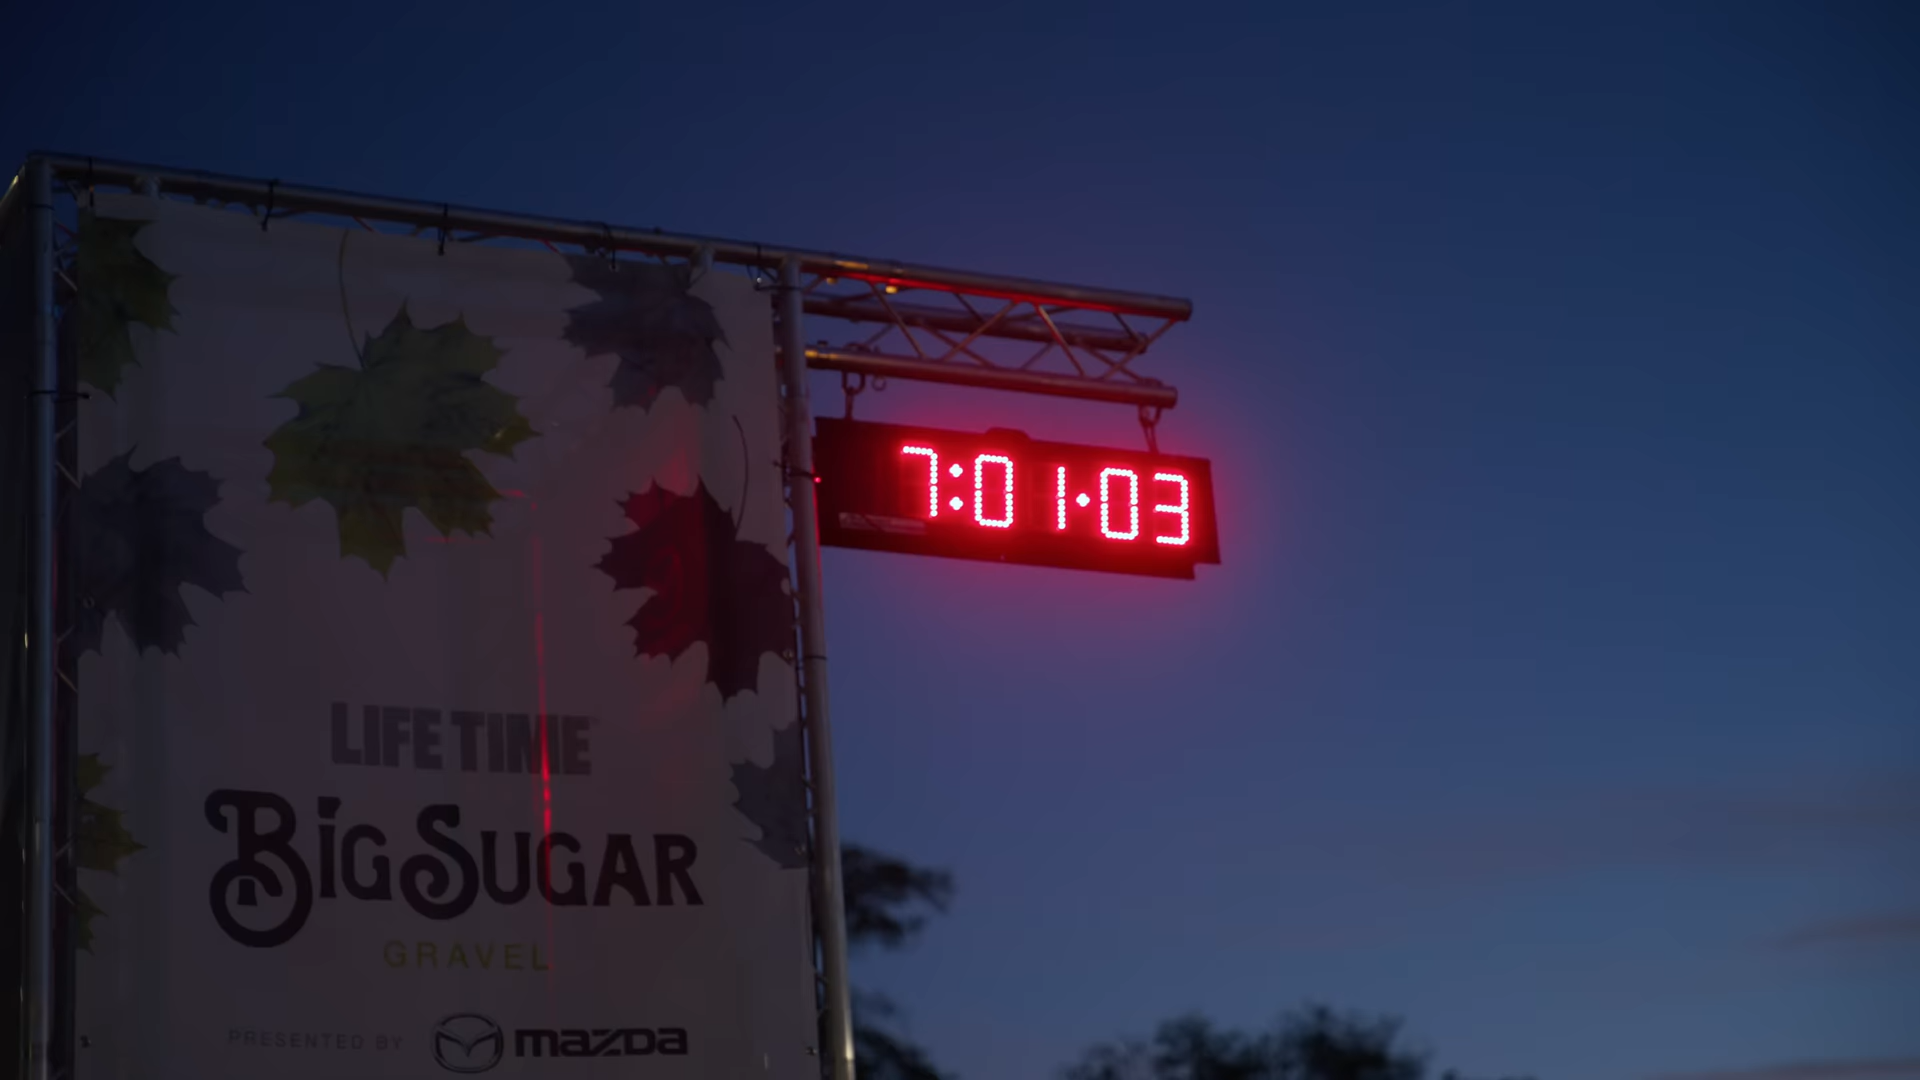 7:01:03
LIFE TIME
BIG SUGAR
GRAVEL
PRESENTED BY mazda